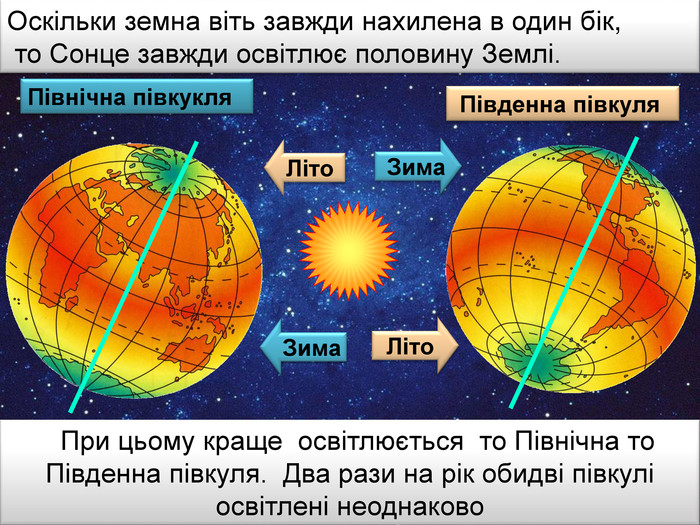 Оскільки земна віть завжди нахилена в один бік,
то Сонце завжди освітлює половину Землі.
Північна півкукля
Південна півкуля
Літо
Зима
Зима
Літо
При цьому краще освітлюється то Північна то
Південна півкуля. Два рази на рік обидві півкулі
освітлені неоднаково